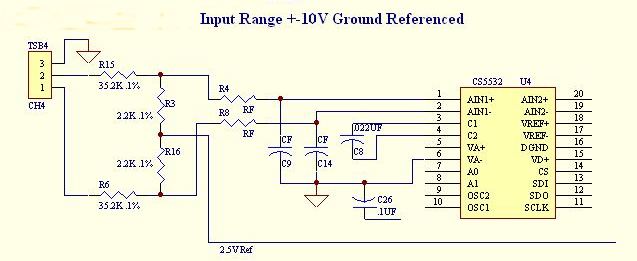 Input Range +-10V Ground Referenced
TSB4
3
2
1
CH4
R15
35.2K .1%
R3
2.2K .1%
R16
2.2K .1%
R6
35.2K .1%
R4
RF
R8
RF
CF
C9
CF
C14
.022UF
C8
C26
.1UF
2.5VRef
CS5532 U4
1 AIN1+ AIN2+ 20
2 AIN1- AIN2- 19
3 C1 VREF+ 18
4 C2 VREF- 17
5 VA+ DGND 16
6 VA- VD+ 15
7 A0 CS 14
8 A1 SDI 13
9 OSC2 SDO 12
10 OSC1 SCLK 11